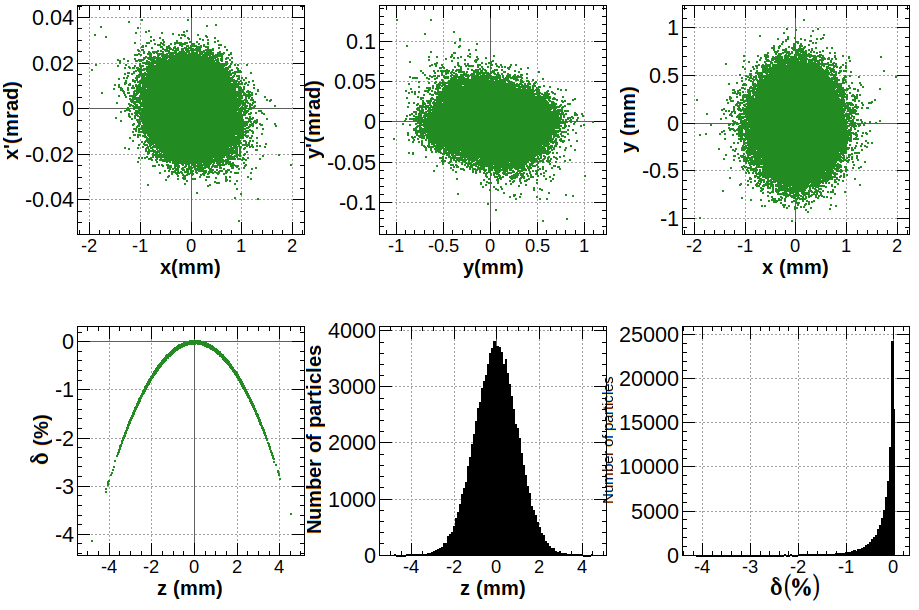 x'(mrad)
0.04
0.02
0
-0.02
-0.04
-2 -1 0 1 2
x(mm)
y'(mrad)
0.1
0.05
0
-0.05
-0.1
-1 -0.5 0 0.5 1
y(mm)
y (mm)
1
0.5
0
-0.5
-1
-2 -1 0 1 2
x (mm)
δ (%)
0
-1
-2
-3
-4
-4 -2 0 2 4
z (mm)
Number of particles
4000
3000
2000
1000
0
-4 -2 0 2 4
z (mm)
Number of particles
25000
20000
15000
10000
5000
0
-4 -3 -2 -1 0
δ(%)